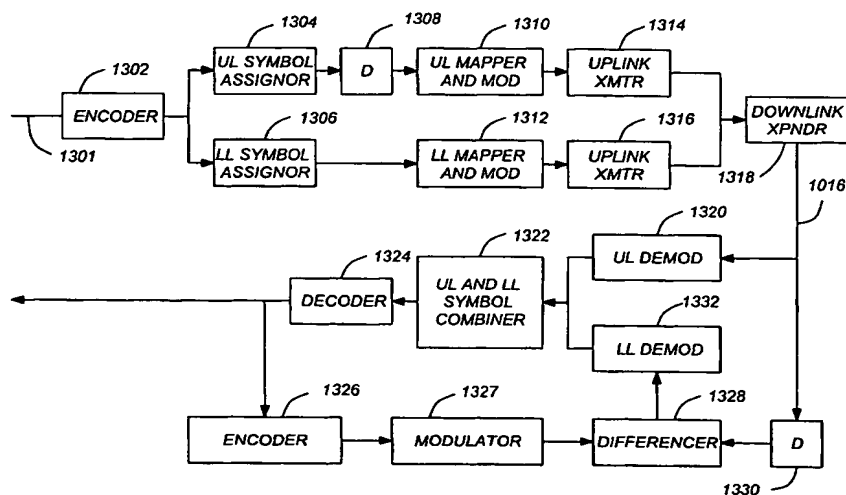 1304
1308
1310
1314
1302
UL SYMBOL
ASSIGNOR
D
UL MAPPER
AND MOD
UPLINK
XMTR
ENCODER
1306
1312
1316
DOWNLINK
XPNDR
1301
LL SYMBOL
ASSIGNOR
LL MAPPER
AND MOD
UPLINK
XMTR
1318
1016
1320
1322
1324
UL DEMOD
DECODER
UL AND LL
SYMBOL
COMBINER
1332
LL DEMOD
1326
1327
1328
ENCODER
MODULATOR
DIFFERENCER
D
1330